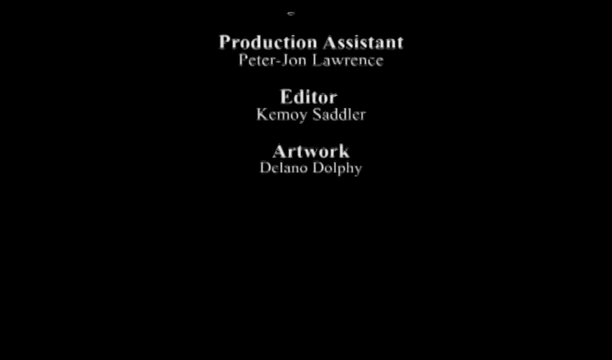 Production Assistant
Peter-Jon Lawrence
Editor
Kemoy Saddler
Artwork
Delano Dolphy